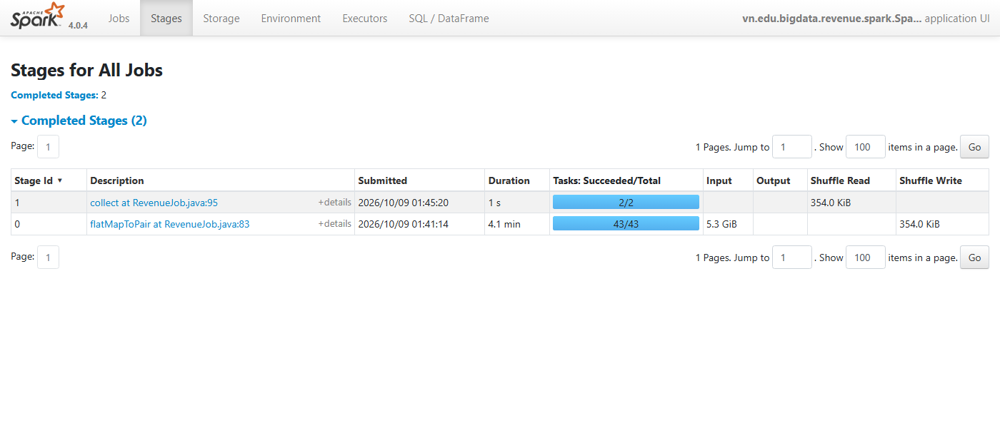 APACHE Spark 4.0.4 Jobs Stages Storage Environment Executors SQL / DataFrame vn.edu.bigdata.revenue.spark.Spa... application UI
Stages for All Jobs
Completed Stages: 2
Completed Stages (2)
Page: 1 1 Pages. Jump to 1 . Show 100 items in a page. Go
Stage Id ▾ Description Submitted Duration Tasks: Succeeded/Total Input Output Shuffle Read Shuffle Write
1 collect at RevenueJob.java:95 +details 2026/10/09 01:45:20 1 s 2/2 354.0 KiB
0 flatMapToPair at RevenueJob.java:83 +details 2026/10/09 01:41:14 4.1 min 43/43 5.3 GiB 354.0 KiB
Page: 1 1 Pages. Jump to 1 . Show 100 items in a page. Go